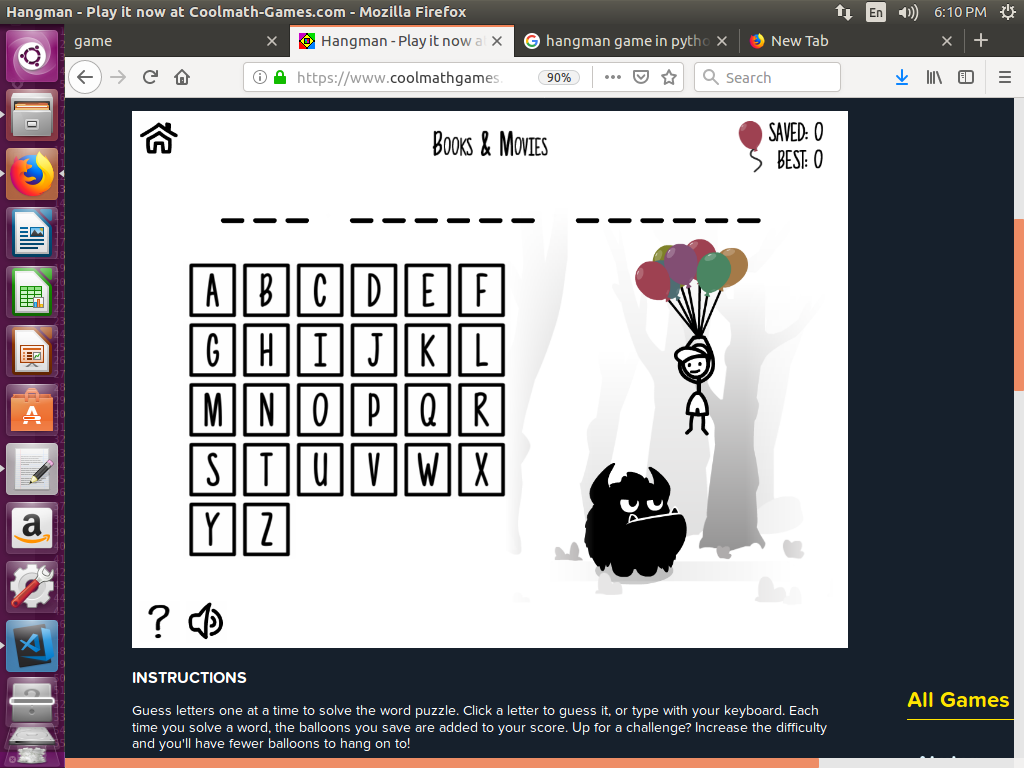 Hangman - Play it now at Coolmath-Games.com - Mozilla Firefox
En
6:10 PM
game
Hangman - Play it now a
hangman game in pytho
New Tab
https://www.coolmathgames.
90%
Search
BOOKS & MOVIES
SAVED: 0
BEST: 0
A B C D E F
G H I J K L
M N O P Q R
S T U V W X
Y Z
?
INSTRUCTIONS
Guess letters one at a time to solve the word puzzle. Click a letter to guess it, or type with your keyboard. Each
time you solve a word, the balloons you save are added to your score. Up for a challenge? Increase the difficulty
and you'll have fewer balloons to hang on to!
All Games